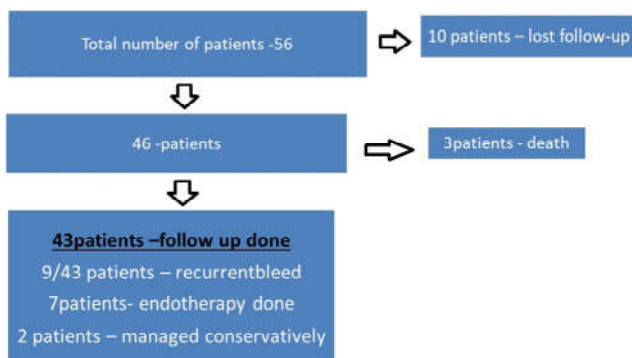 Total number of patients -56
10 patients – lost follow-up
46 -patients
3patients - death
43patients –follow up done
9/43 patients – recurrentbleed
7patients- endotherapy done
2 patients – managed conservatively